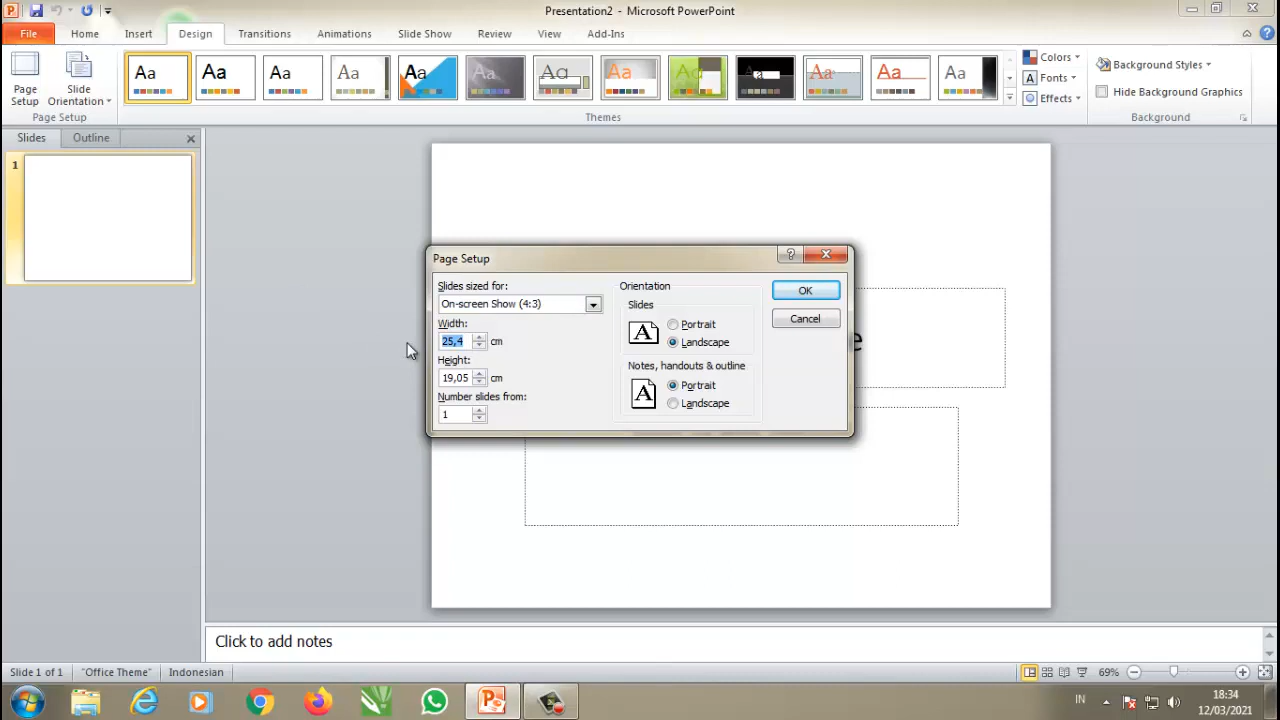 Presentation2 - Microsoft PowerPoint
File Home Insert Design Transitions Animations Slide Show Review View Add-Ins
Page Setup
Slide Orientation
Page Setup
Aa Aa Aa Aa Aa Aa Aa Aa Aa Aa Aa Aa Aa
Themes
Colors
Fonts
Effects
Background Styles
Hide Background Graphics
Background
Slides Outline
1
Page Setup
Slides sized for:
On-screen Show (4:3)
Width:
25,4 cm
Height:
19,05 cm
Number slides from:
1
Orientation
Slides
A
Portrait
Landscape
Notes, handouts & outline
A
Portrait
Landscape
OK
Cancel
e
Click to add notes
Slide 1 of 1 "Office Theme" Indonesian 69%
IN 18:34
12/03/2021